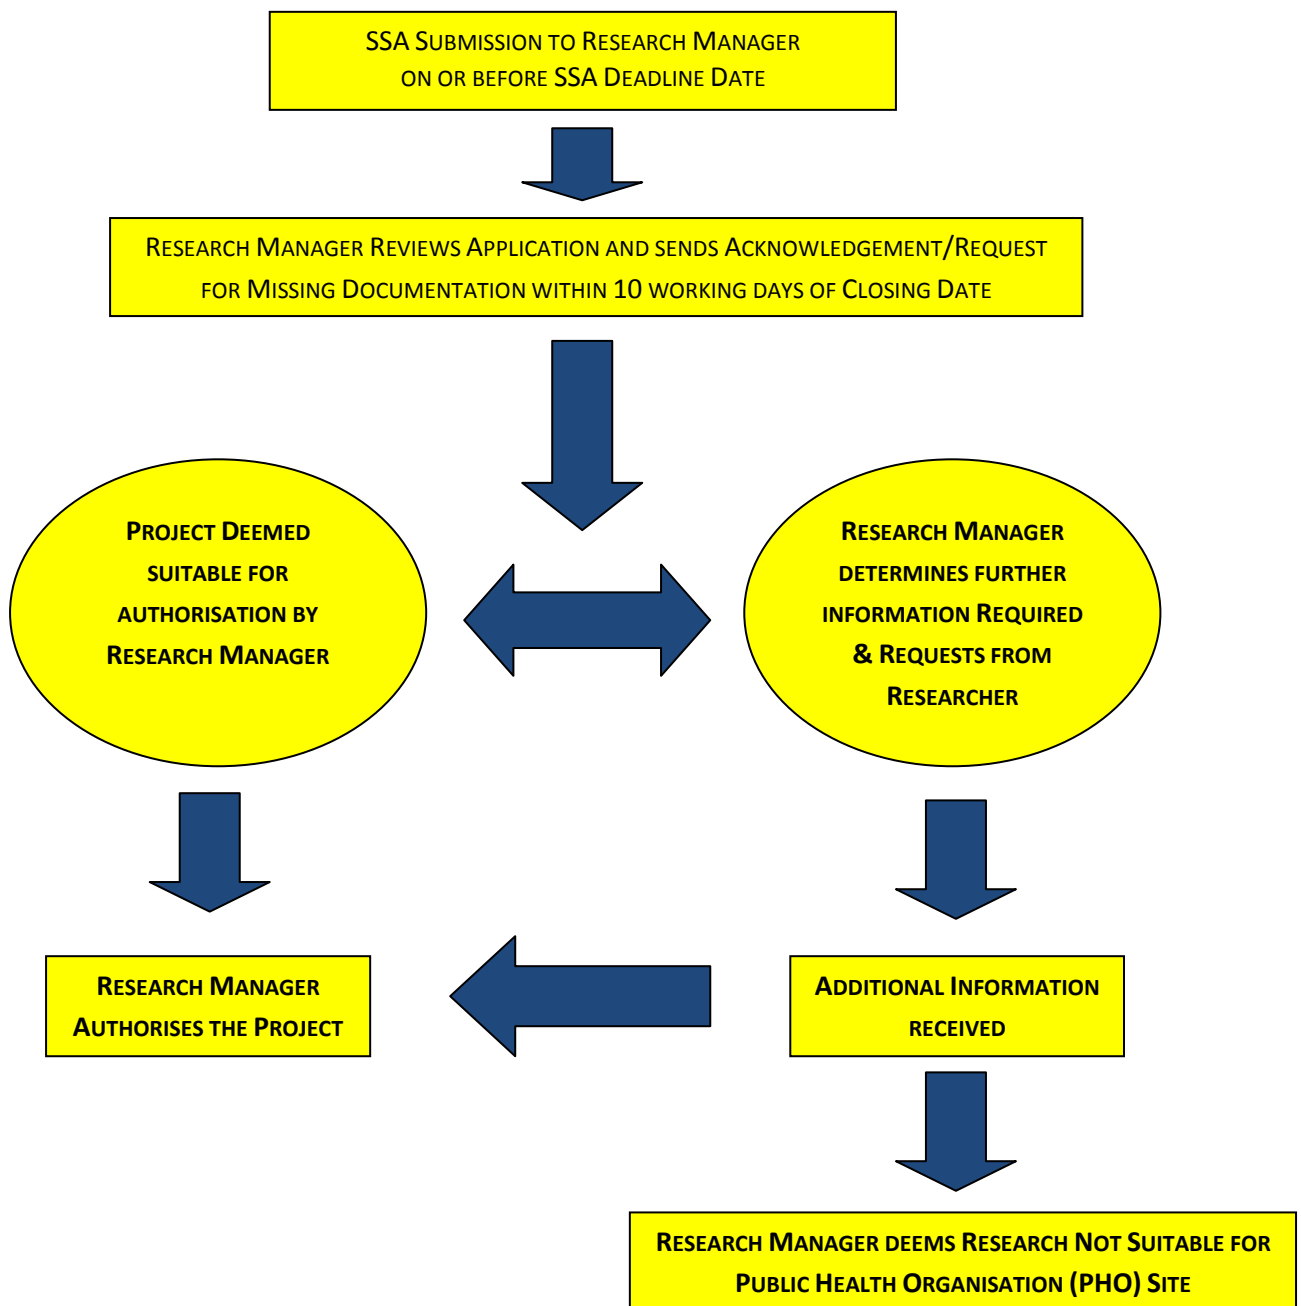 SSA SUBMISSION TO RESEARCH MANAGER
ON OR BEFORE SSA DEADLINE DATE
RESEARCH MANAGER REVIEWS APPLICATION AND SENDS ACKNOWLEDGEMENT/REQUEST
FOR MISSING DOCUMENTATION WITHIN 10 WORKING DAYS OF CLOSING DATE
PROJECT DEEMED
SUITABLE FOR
AUTHORISATION BY
RESEARCH MANAGER
RESEARCH MANAGER
DETERMINES FURTHER
INFORMATION REQUIRED
& REQUESTS FROM
RESEARCHER
RESEARCH MANAGER
AUTHORISES THE PROJECT
ADDITIONAL INFORMATION
RECEIVED
RESEARCH MANAGER DEEMS RESEARCH NOT SUITABLE FOR
PUBLIC HEALTH ORGANISATION (PHO) SITE